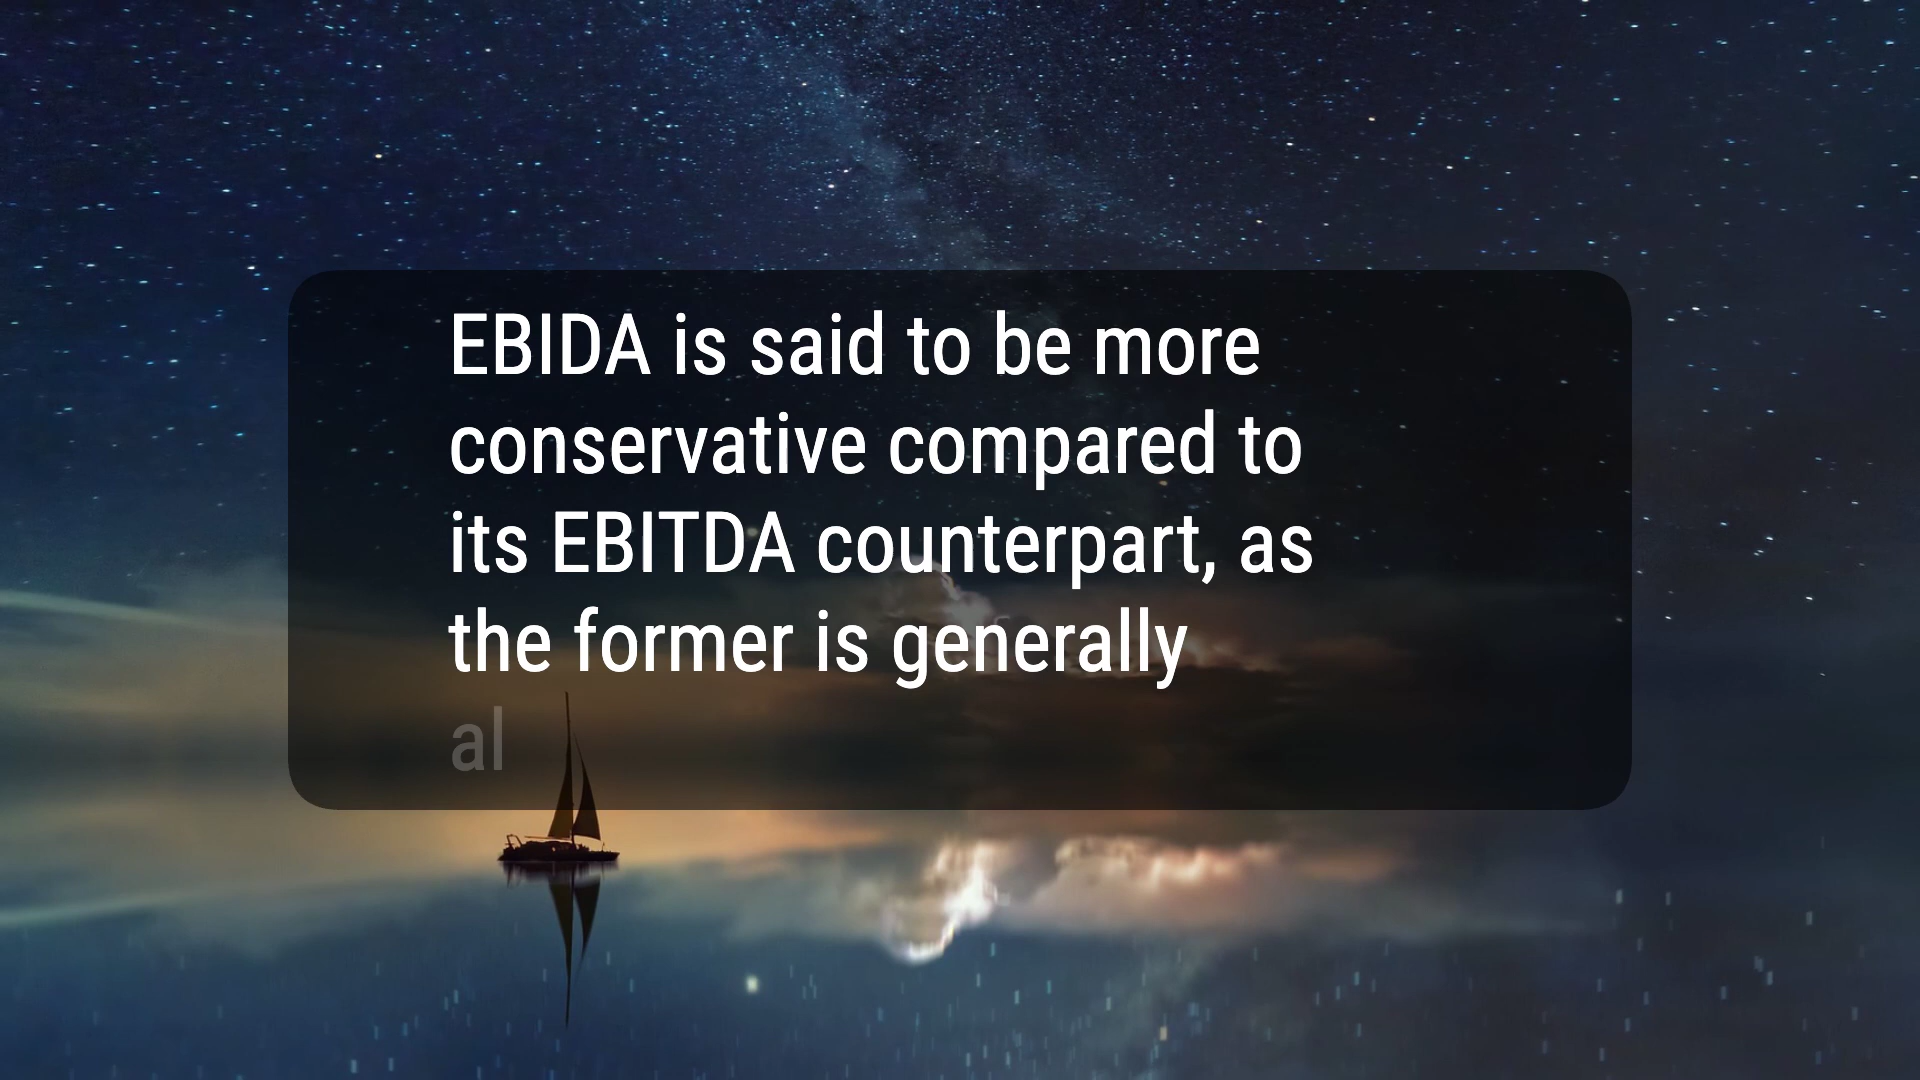 EBIDA is said to be more
conservative compared to
its EBITDA counterpart, as
the former is generally
al